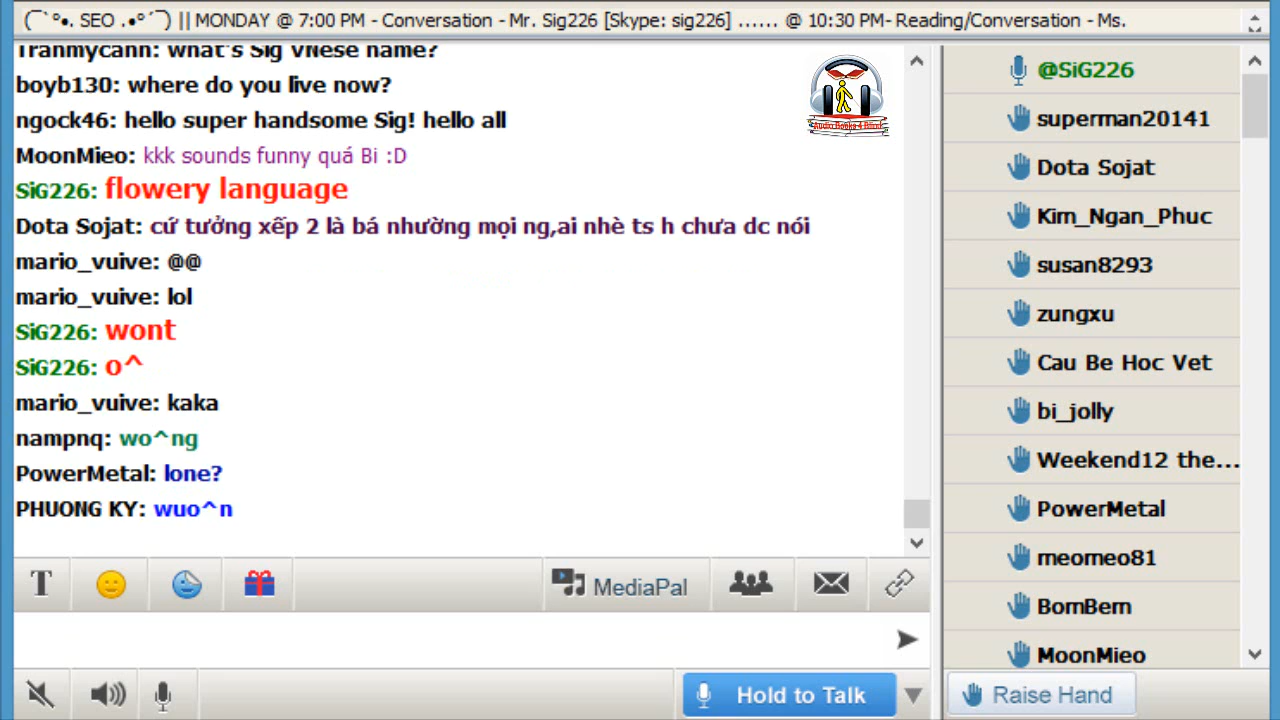 (¯`°•. SEO .•°´¯) || MONDAY @ 7:00 PM - Conversation - Mr. Sig226 [Skype: sig226] ...... @ 10:30 PM- Reading/Conversation - Ms.
Tranmycanh: what's Sig VNese name?
boyb130: where do you live now?
ngock46: hello super handsome Sig! hello all
MoonMieo: kkk sounds funny quá Bi :D
SiG226: flowery language
Dota Sojat: cứ tưởng xếp 2 là bá nhường mọi ng,ai nhè ts h chưa dc nói
mario_vuive: @@
mario_vuive: lol
SiG226: wont
SiG226: o^
mario_vuive: kaka
nampnq: wo^ng
PowerMetal: lone?
PHUONG KY: wuo^n
Audio Books 4 Blind
T
MediaPal
Hold to Talk
@SiG226
superman20141
Dota Sojat
Kim_Ngan_Phuc
susan8293
zungxu
Cau Be Hoc Vet
bi_jolly
Weekend12 the...
PowerMetal
meomeo81
BomBem
MoonMieo
Raise Hand